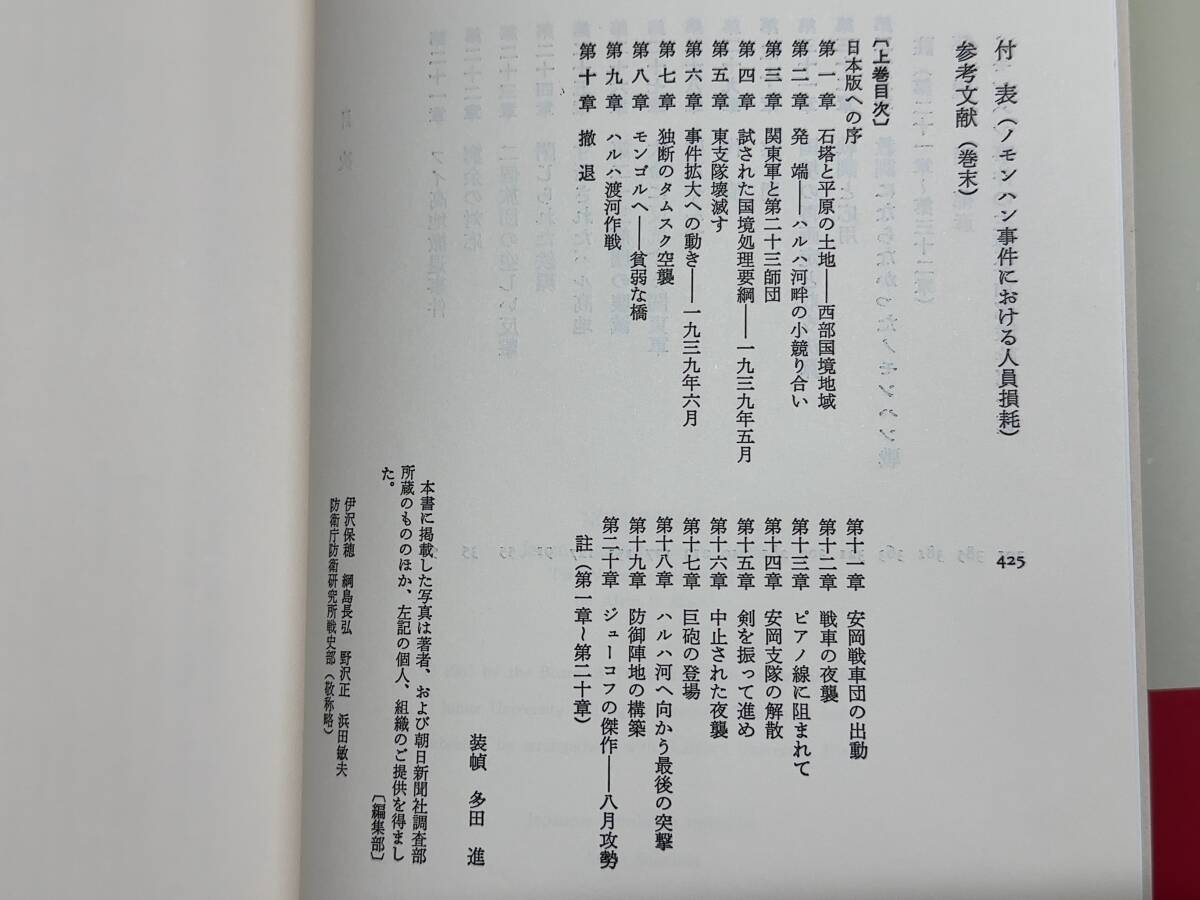 付　表（ノモンハン事件における人員損耗）　425
参考文献（巻末）
〔上巻目次〕
日本版への序
第一章　石塔と平原の土地――西部国境地域
第二章　発　端――ハルハ河畔の小競り合い
第三章　関東軍と第二十三師団
第四章　試された国境処理要綱――一九三九年五月
第五章　東支隊壊滅す
第六章　事件拡大への動き――一九三九年六月
第七章　独断のタムスク空襲
第八章　モンゴルへ――貧弱な橋
第九章　ハルハ渡河作戦
第十章　撤　退
第十一章　安岡戦車団の出動
第十二章　戦車の夜襲
第十三章　ピアノ線に阻まれて
第十四章　安岡支隊の解散
第十五章　剣を振って進め
第十六章　中止された夜襲
第十七章　巨砲の登場
第十八章　ハルハ河へ向かう最後の突撃
第十九章　防御陣地の構築
第二十章　ジューコフの傑作――八月攻勢
註（第一章～第二十章）
装幀　多田　進
本書に掲載した写真は著者、および朝日新聞社調査部
所蔵のもののほか、左記の個人、組織のご提供を得まし
た。　〔編集部〕
伊沢保穂　綱島長弘　野沢正　浜田敏夫
防衛庁防衛研究所戦史部（敬称略）